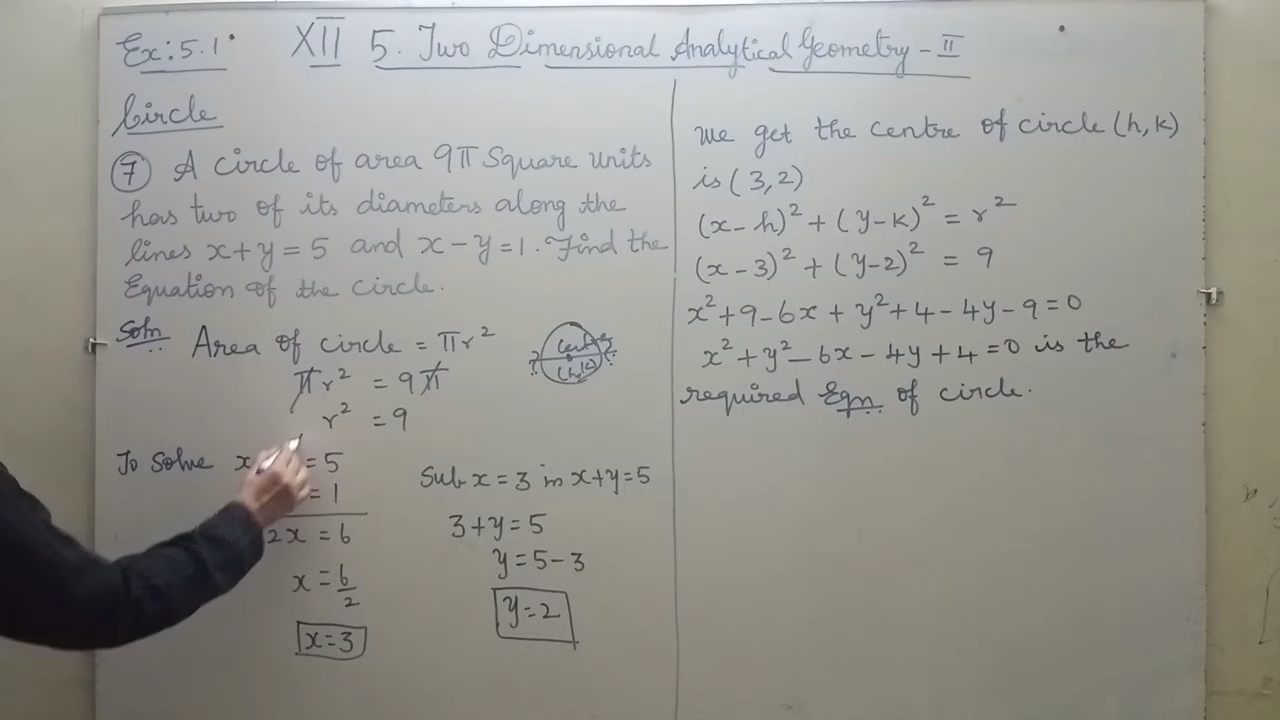 Ex: 5.1 XII 5. Two Dimensional Analytical Geometry - II
Circle
⑦ A circle of area 9π Square units
has two of its diameters along the
lines x+y=5 and x-y=1. Find the
Equation of the circle.
Soln Area of circle = πr²
πr² = 9π
r² = 9
To Solve x = 5
= 1
2x = 6
x = 6/2
x=3
centre
(h,k)
Sub x = 3 in x+y=5
3+y=5
y=5-3
y=2
We get the centre of circle (h,k)
is (3,2)
(x-h)² + (y-k)² = r²
(x-3)² + (y-2)² = 9
x²+9-6x+y²+4-4y-9=0
x²+y²-6x-4y+4=0 is the
required Eqn. of circle.